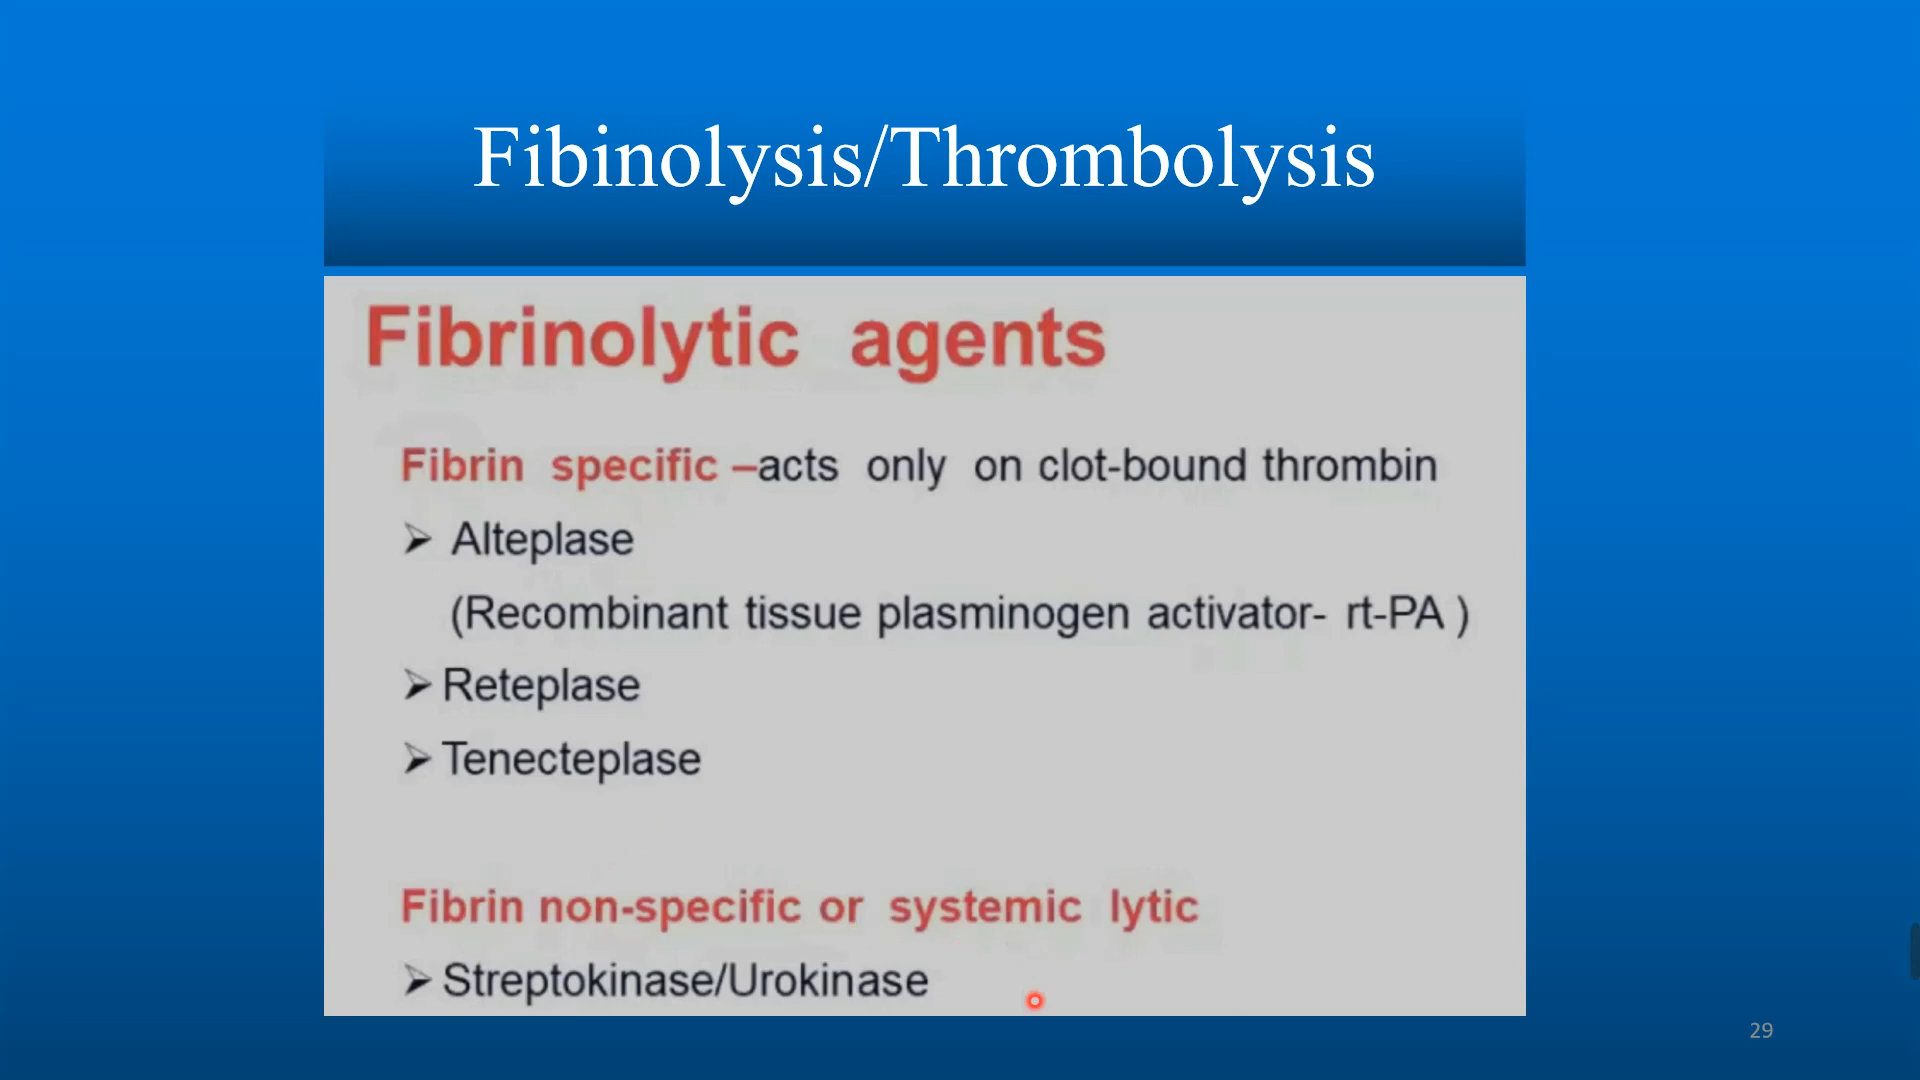 Fibinolysis/Thrombolysis
Fibrinolytic agents
Fibrin specific –acts only on clot-bound thrombin
➢ Alteplase
(Recombinant tissue plasminogen activator- rt-PA )
➢ Reteplase
➢ Tenecteplase
Fibrin non-specific or systemic lytic
➢ Streptokinase/Urokinase
29